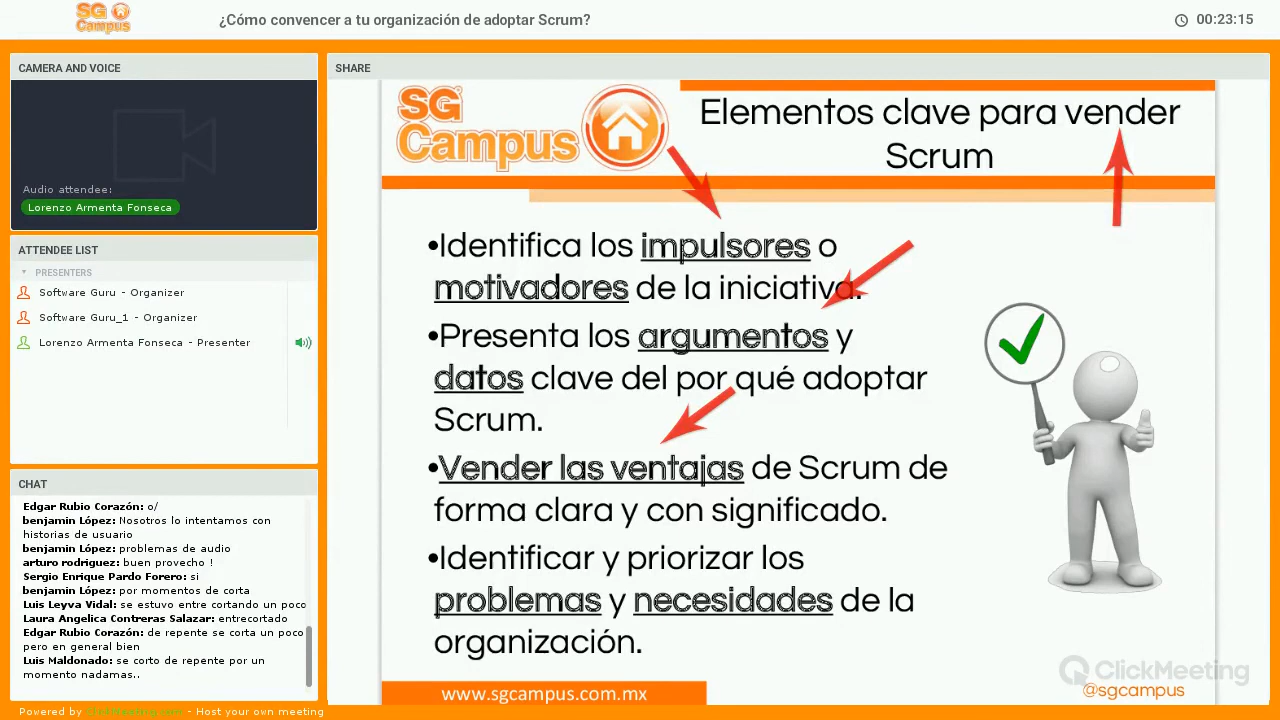 SG Campus
¿Cómo convencer a tu organización de adoptar Scrum?
00:23:15
CAMERA AND VOICE
Audio attendee:
Lorenzo Armenta Fonseca
ATTENDEE LIST
PRESENTERS
Software Guru - Organizer
Software Guru_1 - Organizer
Lorenzo Armenta Fonseca - Presenter
CHAT
Edgar Rubio Corazón: o/
benjamin López: Nosotros lo intentamos con
historias de usuario
benjamin López: problemas de audio
arturo rodriguez: buen provecho !
Sergio Enrique Pardo Forero: si
benjamin López: por momentos de corta
Luis Leyva Vidal: se estuvo entre cortando un poco
Laura Angelica Contreras Salazar: entrecortado
Edgar Rubio Corazón: de repente se corta un poco
pero en general bien
Luis Maldonado: se corto de repente por un
momento nadamas..
Powered by ClickMeeting.com - Host your own meeting
SHARE
SG
Campus
Elementos clave para vender
Scrum
•Identifica los impulsores o
motivadores de la iniciativa.
•Presenta los argumentos y
datos clave del por qué adoptar
Scrum.
•Vender las ventajas de Scrum de
forma clara y con significado.
•Identificar y priorizar los
problemas y necesidades de la
organización.
www.sgcampus.com.mx
ClickMeeting
@sgcampus